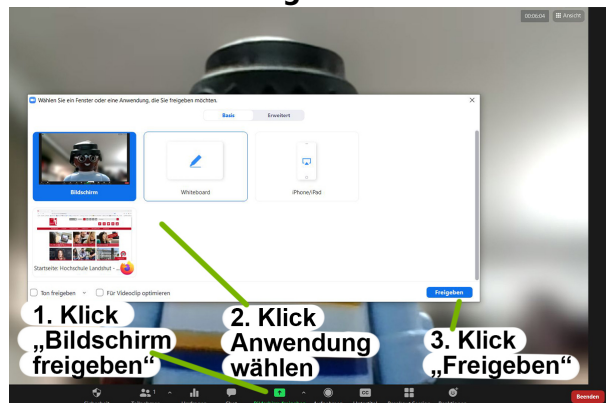 00:06:04 Ansicht
Wählen Sie ein Fenster oder eine Anwendung, die Sie freigeben möchten.
Basis Erweitert
Bildschirm Whiteboard iPhone/iPad
Startseite: Hochschule Landshut - ...
Ton freigeben Für Videoclip optimieren Freigeben
1. Klick
„Bildschirm
freigeben“
2. Klick
Anwendung
wählen
3. Klick
„Freigeben“
Beenden